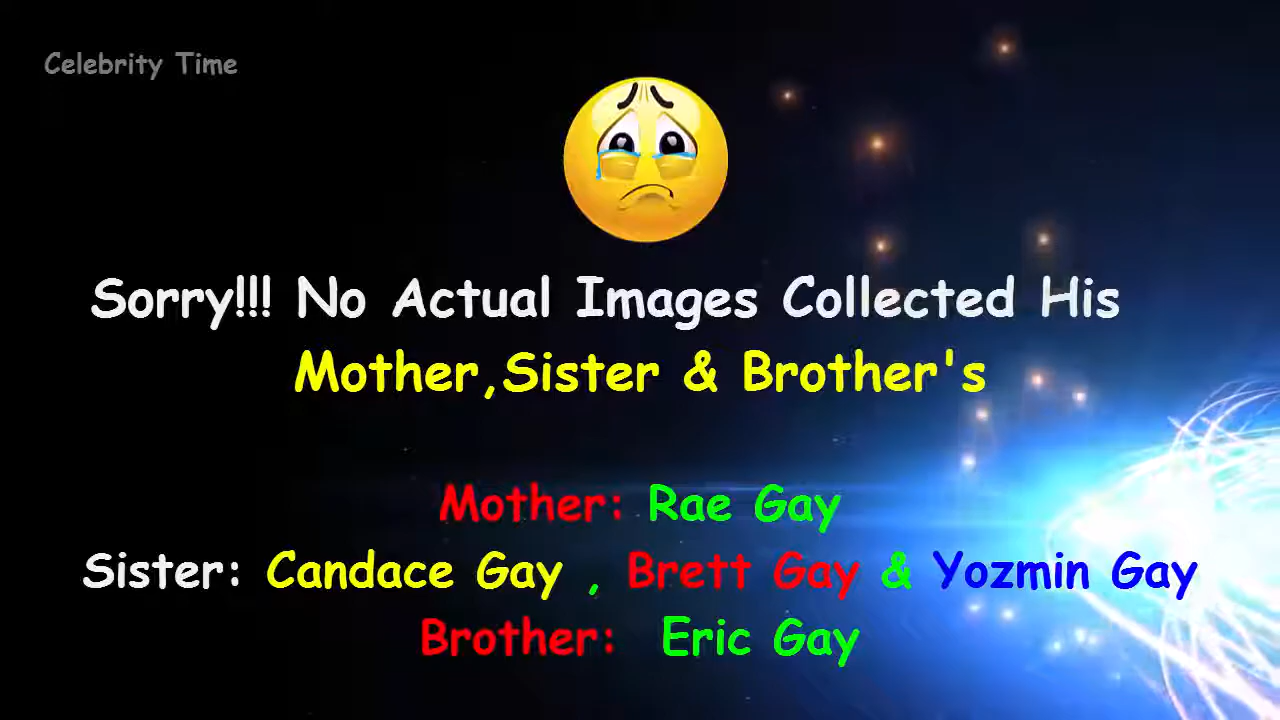 Celebrity Time
Sorry!!! No Actual Images Collected His
Mother,Sister & Brother's
Mother: Rae Gay
Sister: Candace Gay , Brett Gay & Yozmin Gay
Brother: Eric Gay